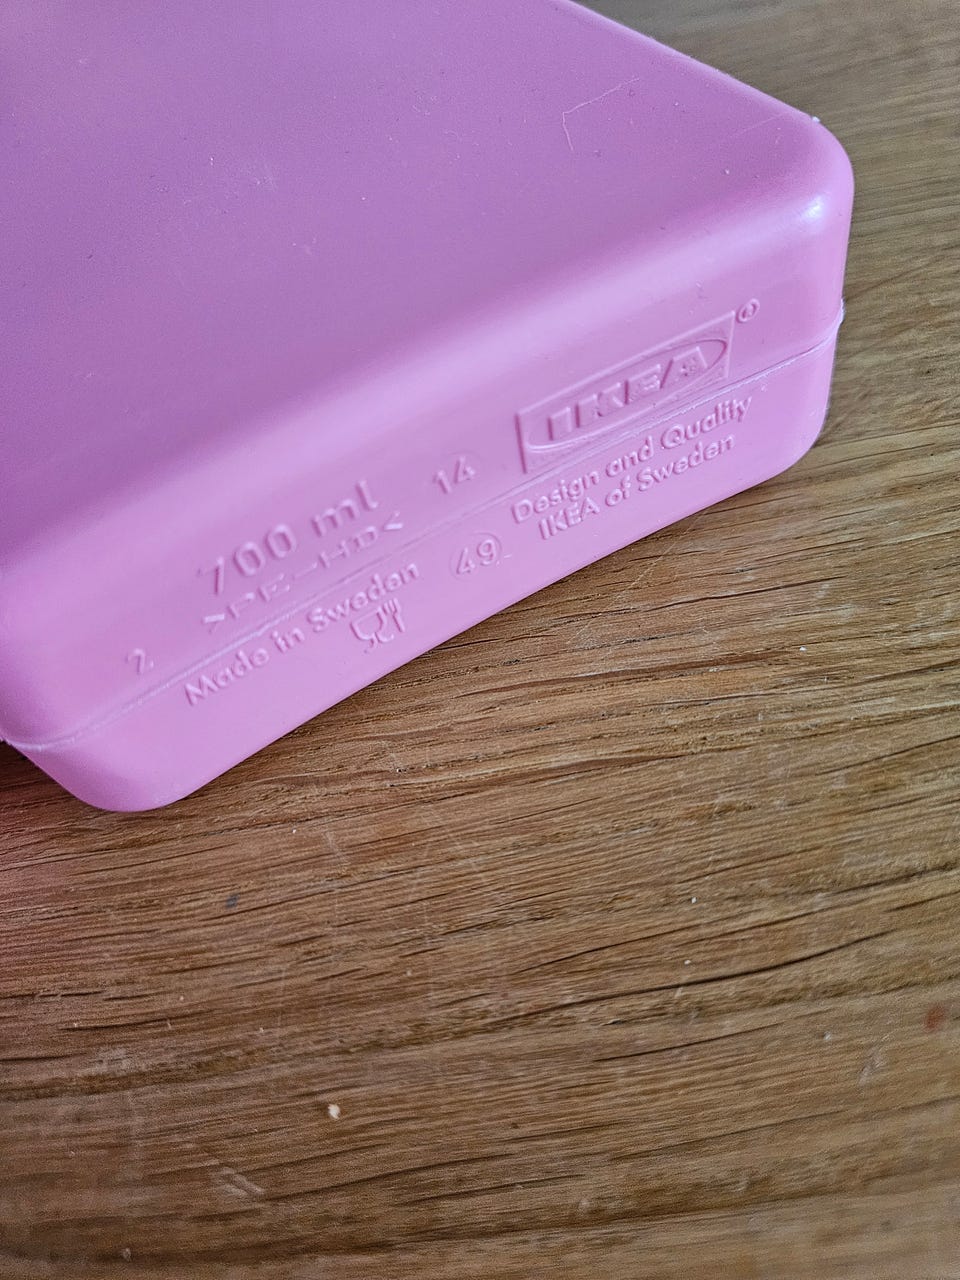 IKEA®
14
700 ml
>PE-HD<
2
Design and Quality
IKEA of Sweden
49
Made in Sweden